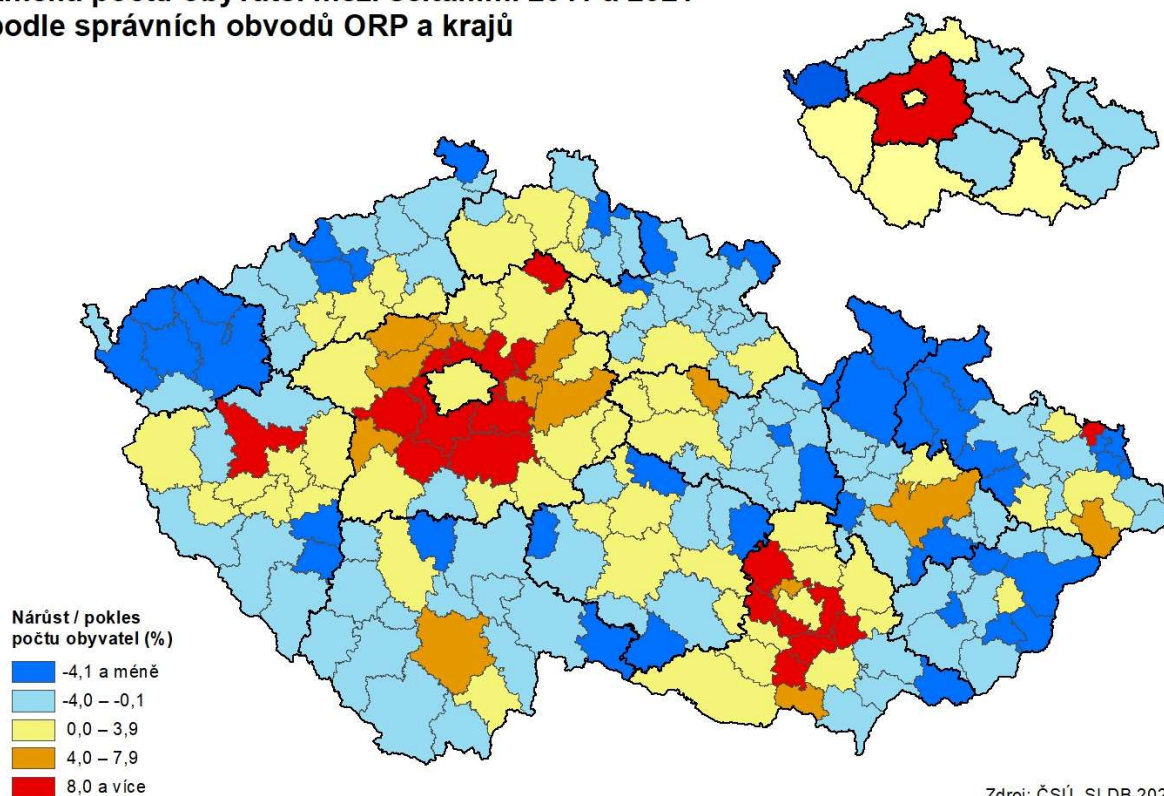 podle správních obvodů ORP a krajů
Nárůst / pokles
počtu obyvatel (%)
-4,1 a méně
-4,0 – -0,1
0,0 – 3,9
4,0 – 7,9
8,0 a více
Zdroj: ČSÚ, SLDB 202